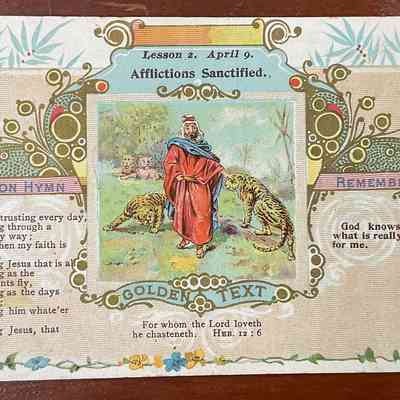 Lesson 2. April 9.
Afflictions Sanctified.
ON HYMN
trusting every day,
g through a
y way;
hen my faith is
g Jesus that is all
g as the
nts fly,
g as the days
g him whate'er
g Jesus, that
GOLDEN TEXT
For whom the Lord loveth
he chasteneth. HEB. 12:6
REMEMBE
God knows
what is really
for me.